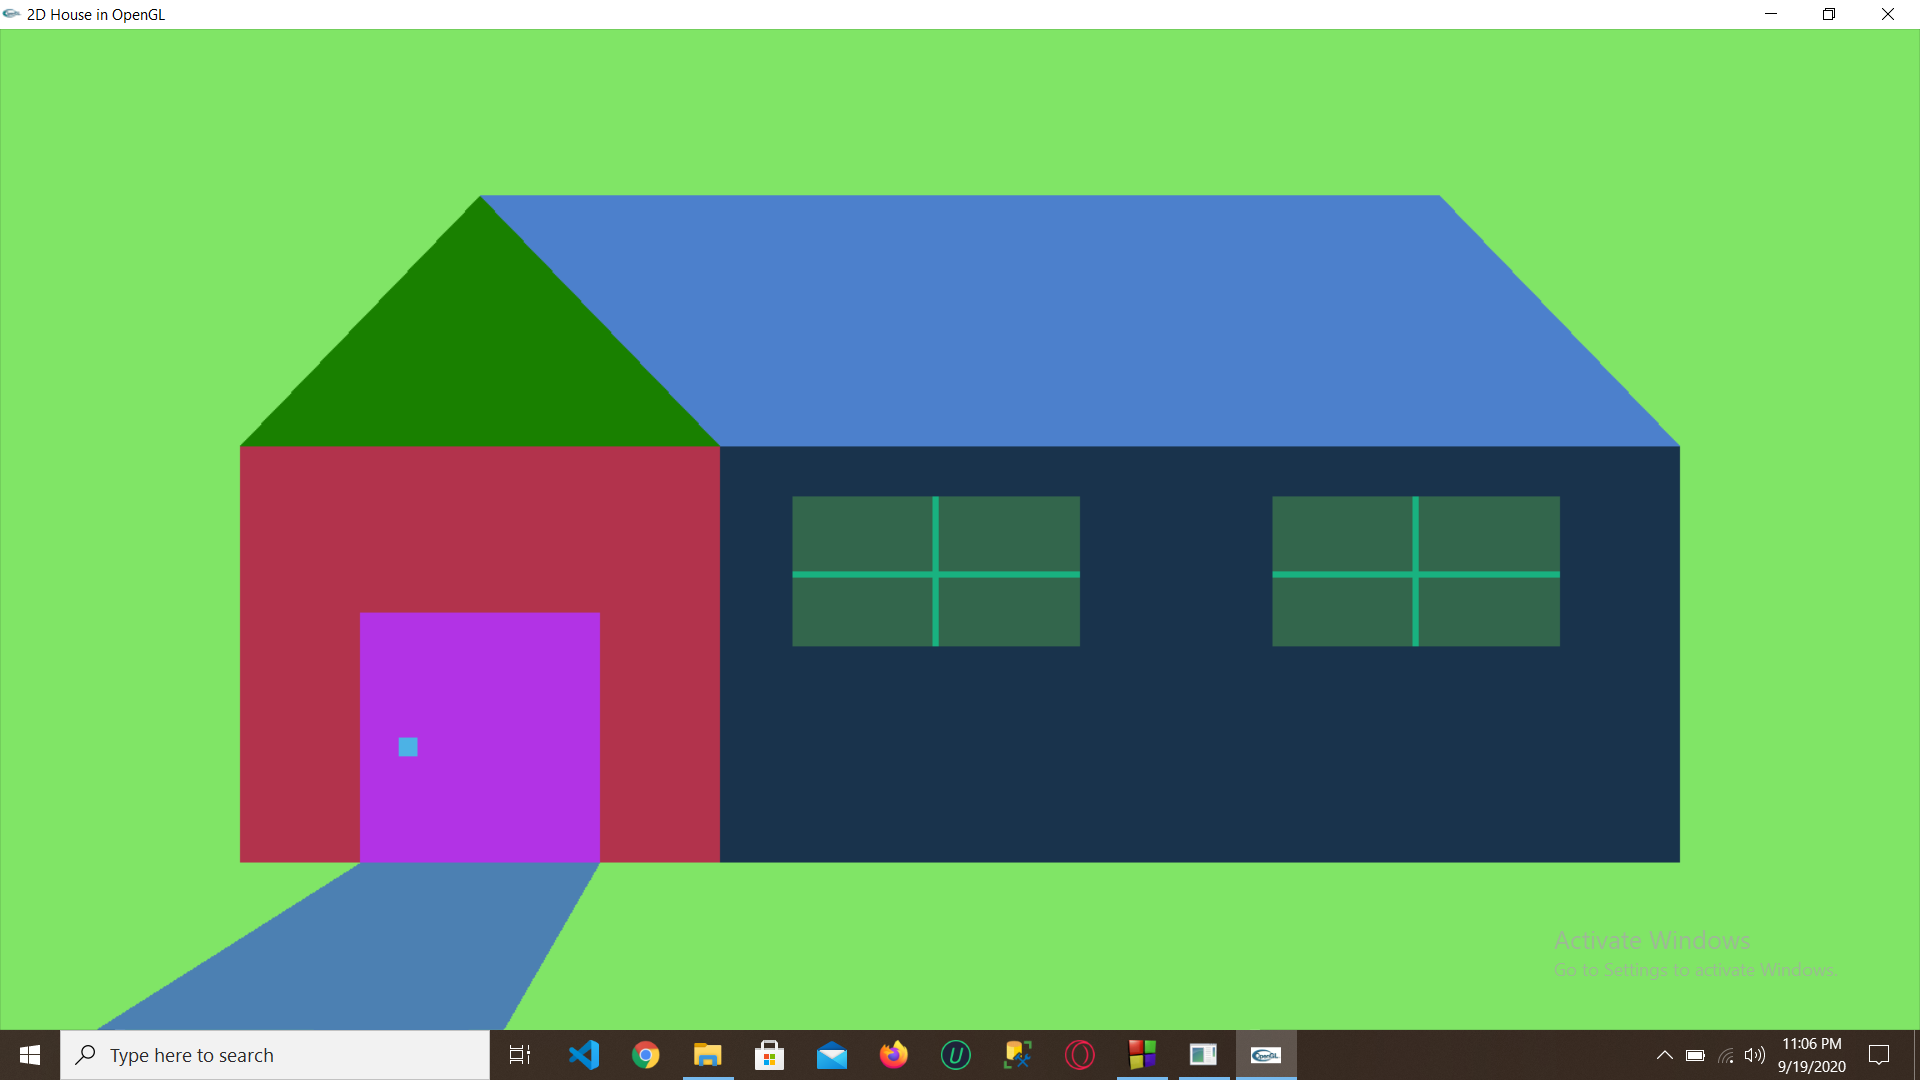 2D House in OpenGL
Activate Windows
Go to Settings to activate Windows.
Type here to search
OpenGL
11:06 PM
9/19/2020